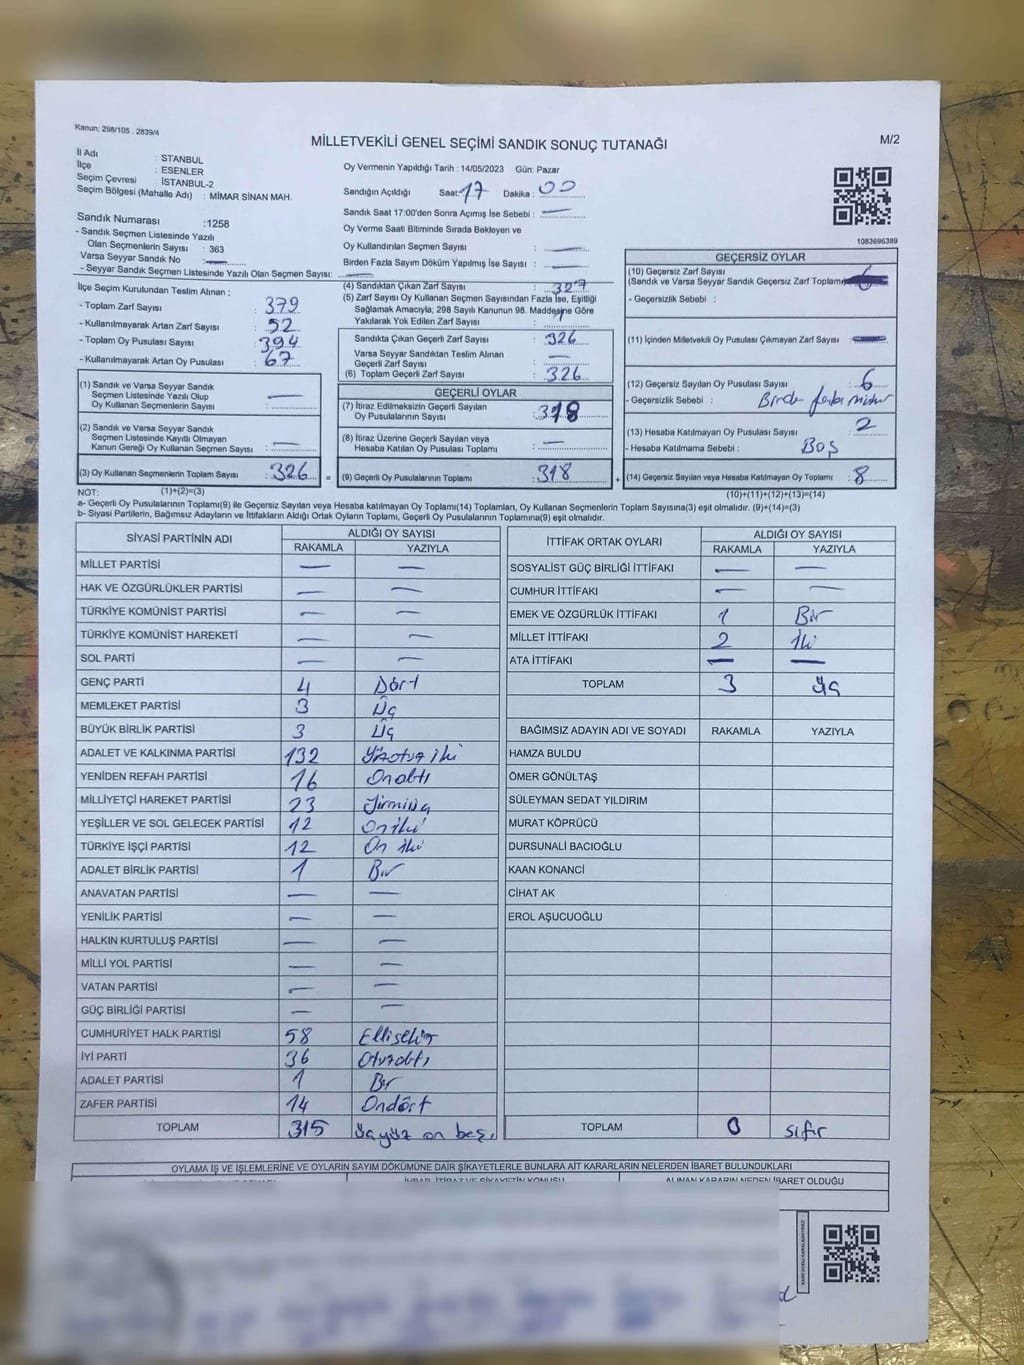 Kanun: 298/105 , 2839/4
MİLLETVEKİLİ GENEL SEÇİMİ SANDIK SONUÇ TUTANAĞI
M/2
İl Adı : STANBUL
İlçe : ESENLER
Seçim Çevresi : İSTANBUL-2
Seçim Bölgesi (Mahalle Adı) : MİMAR SİNAN MAH.
Sandık Numarası :1258
- Sandık Seçmen Listesinde Yazılı
Olan Seçmenlerin Sayısı : 363
Varsa Seyyar Sandık No : —
- Seyyar Sandık Seçmen Listesinde Yazılı Olan Seçmen Sayısı: —
Oy Vermenin Yapıldığı Tarih : 14/05/2023 Gün: Pazar
Sandığın Açıldığı Saat: 17 Dakika : 00
Sandık Saat 17:00'den Sonra Açımış İse Sebebi : —
Oy Verme Saati Bitiminde Sırada Bekleyen ve
Oy Kullandırılan Seçmen Sayısı : —
Birden Fazla Sayım Döküm Yapılmış İse Sayısı : —
1083696389
İlçe Seçim Kurulundan Teslim Alınan :
- Toplam Zarf Sayısı : 379
- Kullanılmayarak Artan Zarf Sayısı : 52
- Toplam Oy Pusulası Sayısı : 394
- Kullanılmayarak Artan Oy Pusulası : 67
(1) Sandık ve Varsa Seyyar Sandık
Seçmen Listesinde Yazılı Olup
Oy Kullanan Seçmenlerin Sayısı : —
(2) Sandık ve Varsa Seyyar Sandık
Seçmen Listesinde Kayıtlı Olmayan
Kanun Gereği Oy Kullanan Seçmen Sayısı : —
(3) Oy Kullanan Seçmenlerin Toplam Sayısı : 326
(4) Sandıktan Çıkan Zarf Sayısı : 327
(5) Zarf Sayısı Oy Kullanan Seçmen Sayısından Fazla İse, Eşitliği
Sağlamak Amacıyla; 298 Sayılı Kanunun 98. Maddesine Göre
Yakılarak Yok Edilen Zarf Sayısı : 1
Sandıkta Çıkan Geçerli Zarf Sayısı : 326
Varsa Seyyar Sandıktan Teslim Alınan
Geçerli Zarf Sayısı : —
(6) Toplam Geçerli Zarf Sayısı : 326
GEÇERLİ OYLAR
(7) İtiraz Edilmeksizin Geçerli Sayılan
Oy Pusulalarının Sayısı : 318
(8) İtiraz Üzerine Geçerli Sayılan veya
Hesaba Katılan Oy Pusulası Toplamı : —
= (9) Geçerli Oy Pusulalarının Toplamı : 318
GEÇERSİZ OYLAR
(10) Geçersiz Zarf Sayısı
(Sandık ve Varsa Seyyar Sandık Geçersiz Zarf Toplamı)
- Geçersizlik Sebebi :
(11) İçinden Milletvekili Oy Pusulası Çıkmayan Zarf Sayısı :
(12) Geçersiz Sayılan Oy Pusulası Sayısı : 6
- Geçersizlik Sebebi :
(13) Hesaba Katılmayan Oy Pusulası Sayısı : 2
- Hesaba Katılmama Sebebi : Boş
+ (14) Geçersiz Sayılan veya Hesaba Katılmayan Oy Toplamı : 8
NOT: (1)+(2)=(3)
(10)+(11)+(12)+(13)=(14)
a- Geçerli Oy Pusulalarının Toplamı(9) ile Geçersiz Sayılan veya Hesaba katılmayan Oy Toplamı(14) Toplamları, Oy Kullanan Seçmenlerin Toplam Sayısına(3) eşit olmalıdır. (9)+(14)=(3)
b- Siyasi Partilerin, Bağımsız Adayların ve İttifakların Aldığı Ortak Oyların Toplamı, Geçerli Oy Pusulalarının Toplamına(9) eşit olmalıdır.
SİYASİ PARTİNİN ADI ALDIĞI OY SAYISI
RAKAMLA YAZIYLA
MİLLET PARTİSİ — —
HAK VE ÖZGÜRLÜKLER PARTİSİ — —
TÜRKİYE KOMÜNİST PARTİSİ — —
TÜRKİYE KOMÜNİST HAREKETİ — —
SOL PARTİ — —
GENÇ PARTİ 4 Dört
MEMLEKET PARTİSİ 3 Üç
BÜYÜK BİRLİK PARTİSİ 3 Üç
ADALET VE KALKINMA PARTİSİ 132 Yüzotuziki
YENİDEN REFAH PARTİSİ 16 Onaltı
MİLLİYETÇİ HAREKET PARTİSİ 23 Yirmiüç
YEŞİLLER VE SOL GELECEK PARTİSİ 12 Oniki
TÜRKİYE İŞÇİ PARTİSİ 12 On iki
ADALET BİRLİK PARTİSİ 1 Bir
ANAVATAN PARTİSİ — —
YENİLİK PARTİSİ — —
HALKIN KURTULUŞ PARTİSİ — —
MİLLİ YOL PARTİSİ — —
VATAN PARTİSİ — —
GÜÇ BİRLİĞİ PARTİSİ — —
CUMHURİYET HALK PARTİSİ 58 Ellisekiz
İYİ PARTİ 36 Otuzaltı
ADALET PARTİSİ 1 Bir
ZAFER PARTİSİ 14 Ondört
TOPLAM 315 Üçyüz on beş
İTTİFAK ORTAK OYLARI ALDIĞI OY SAYISI
RAKAMLA YAZIYLA
SOSYALİST GÜÇ BİRLİĞİ İTTİFAKI — —
CUMHUR İTTİFAKI — —
EMEK VE ÖZGÜRLÜK İTTİFAKI 1 Bir
MİLLET İTTİFAKI 2 İki
ATA İTTİFAKI — —
TOPLAM 3 Üç
BAĞIMSIZ ADAYIN ADI VE SOYADI RAKAMLA YAZIYLA
HAMZA BULDU
ÖMER GÖNÜLTAŞ
SÜLEYMAN SEDAT YILDIRIM
MURAT KÖPRÜCÜ
DURSUNALİ BACIOĞLU
KAAN KONANCİ
CİHAT AK
EROL AŞUCUOĞLU
TOPLAM 0 sıfır
OYLAMA İŞ VE İŞLEMLERİNE VE OYLARIN SAYIM DÖKÜMÜNE DAİR ŞİKAYETLERLE BUNLARA AİT KARARLARIN NELERDEN İBARET BULUNDUKLARI
İHBAR, İTİRAZ VE ŞİKAYETİN KONUSU ALINAN KARARIN NEDEN İBARET OLDUĞU